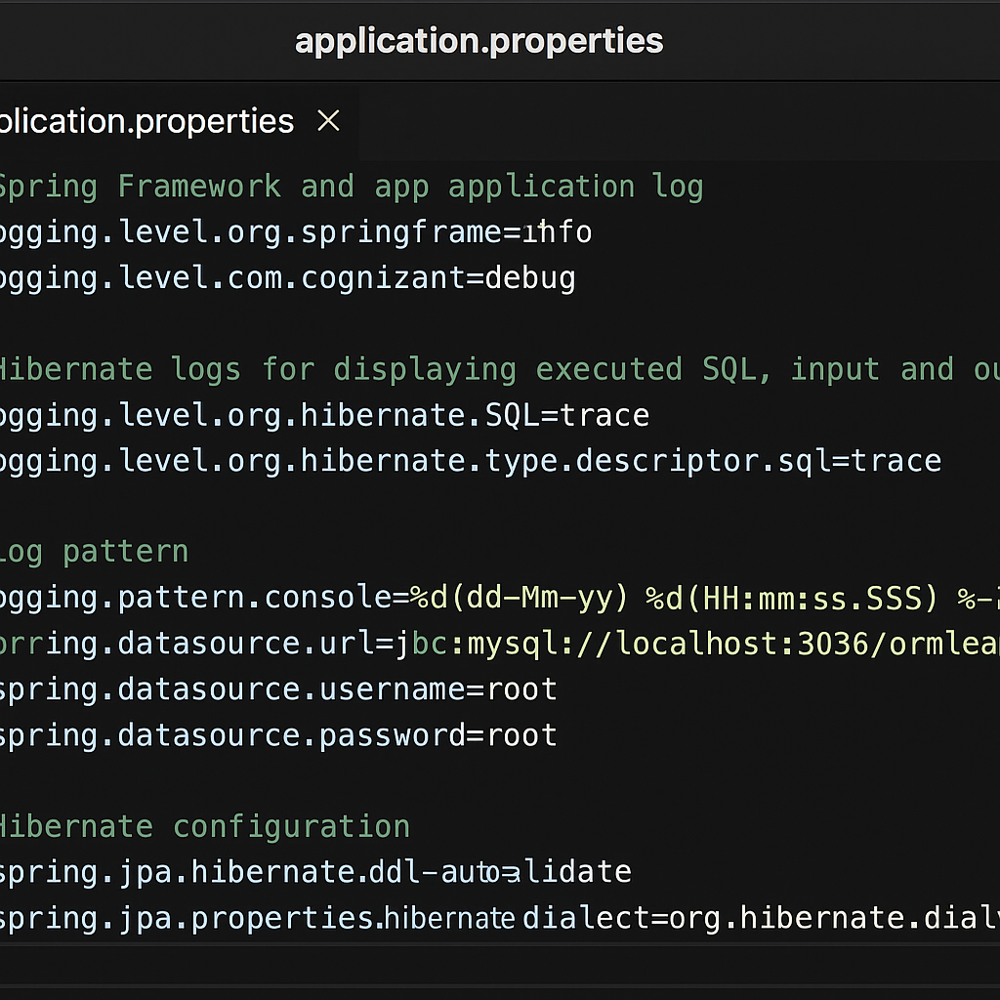 application.properties
plication.properties ×
Spring Framework and app application log
ogging.level.org.springframe=info
ogging.level.com.cognizant=debug
Hibernate logs for displaying executed SQL, input and ou
ogging.level.org.hibernate.SQL=trace
ogging.level.org.hibernate.type.descriptor.sql=trace
Log pattern
ogging.pattern.console=%d(dd-Mm-yy) %d(HH:mm:ss.SSS) %-
orring.datasource.url=jbc:mysql://localhost:3036/ormlea
spring.datasource.username=root
spring.datasource.password=root
Hibernate configuration
spring.jpa.hibernate.ddl-auto=alidate
spring.jpa.properties.hibernate dialect=org.hibernate.dial